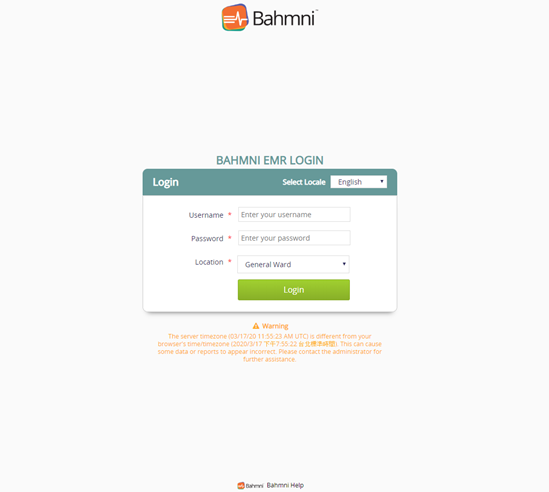 Bahmni
BAHMNI EMR LOGIN
Login
Select Locale
English
Username *
Enter your username
Password *
Enter your password
Location *
General Ward
Login
Warning
The server timezone (03/17/20 11:55:23 AM UTC) is different from your
browser's time/timezone (2020/3/17 下午7:55:22 台北標準時間). This can cause
some data or reports to appear incorrect. Please contact the administrator for
further assistance.
Bahmni Bahmni Help